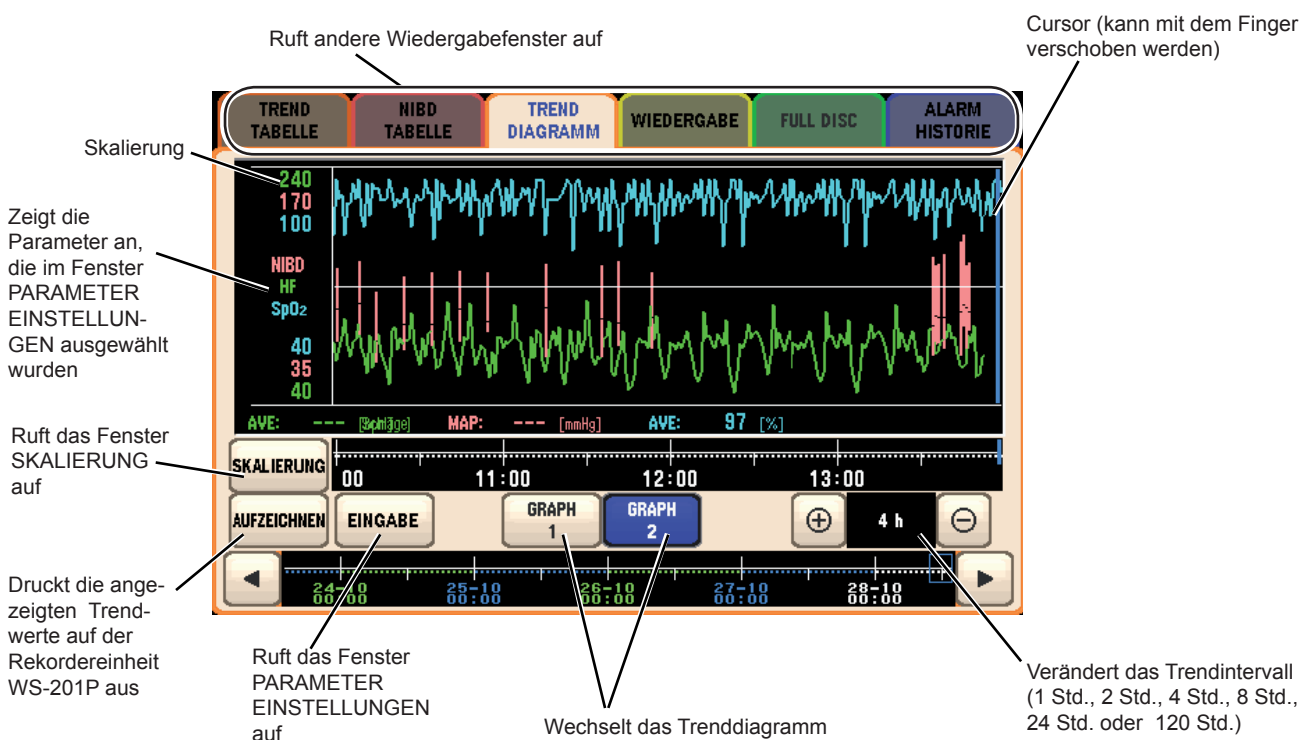 Ruft andere Wiedergabefenster auf
Cursor (kann mit dem Finger
verschoben werden)
TREND
TABELLE
NIBD
TABELLE
TREND
DIAGRAMM
WIEDERGABE
FULL DISC
ALARM
HISTORIE
Skalierung
240
170
100
Zeigt die
Parameter an,
die im Fenster
PARAMETER
EINSTELLUN-
GEN ausgewählt
wurden
NIBD
HF
SpO2
40
35
40
AVE: ---
MAP: --- [mmHg]
AVE: 97 [%]
Ruft das Fenster
SKALIERUNG
auf
SKALIERUNG
00 11:00 12:00 13:00
AUFZEICHNEN
EINGABE
GRAPH
1
GRAPH
2
4 h
24-10
00:00
25-10
00:00
26-10
00:00
27-10
00:00
28-10
00:00
Druckt die ange-
zeigten Trend-
werte auf der
Rekordereinheit
WS-201P aus
Ruft das Fenster
PARAMETER
EINSTELLUNGEN
auf
Wechselt das Trenddiagramm
Verändert das Trendintervall
(1 Std., 2 Std., 4 Std., 8 Std.,
24 Std. oder 120 Std.)